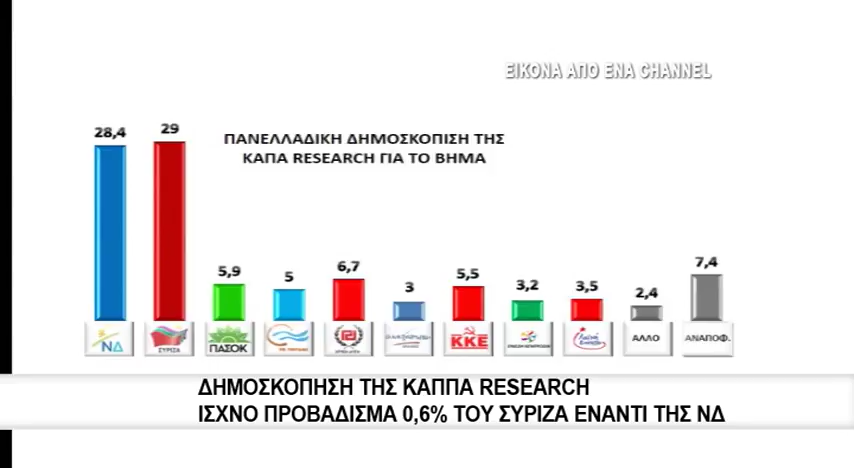 ΕΙΚΟΝΑ ΑΠΟ ΕΝΑ CHANNEL
28,4 29 5,9 5 6,7 3 5,5 3,2 3,5 2,4 7,4
ΠΑΝΕΛΛΑΔΙΚΗ ΔΗΜΟΣΚΟΠΙΣΗ ΤΗΣ
ΚΑΠΑ RESEARCH ΓΙΑ ΤΟ ΒΗΜΑ
ΝΔ ΣΥΡΙΖΑ ΠΑΣΟΚ ΚΚΕ ΑΛΛΟ ΑΝΑΠΟΦ.
ΔΗΜΟΣΚΟΠΗΣΗ ΤΗΣ ΚΑΠΠΑ RESEARCH
ΙΣΧΝΟ ΠΡΟΒΑΔΙΣΜΑ 0,6% ΤΟΥ ΣΥΡΙΖΑ ΕΝΑΝΤΙ ΤΗΣ ΝΔ